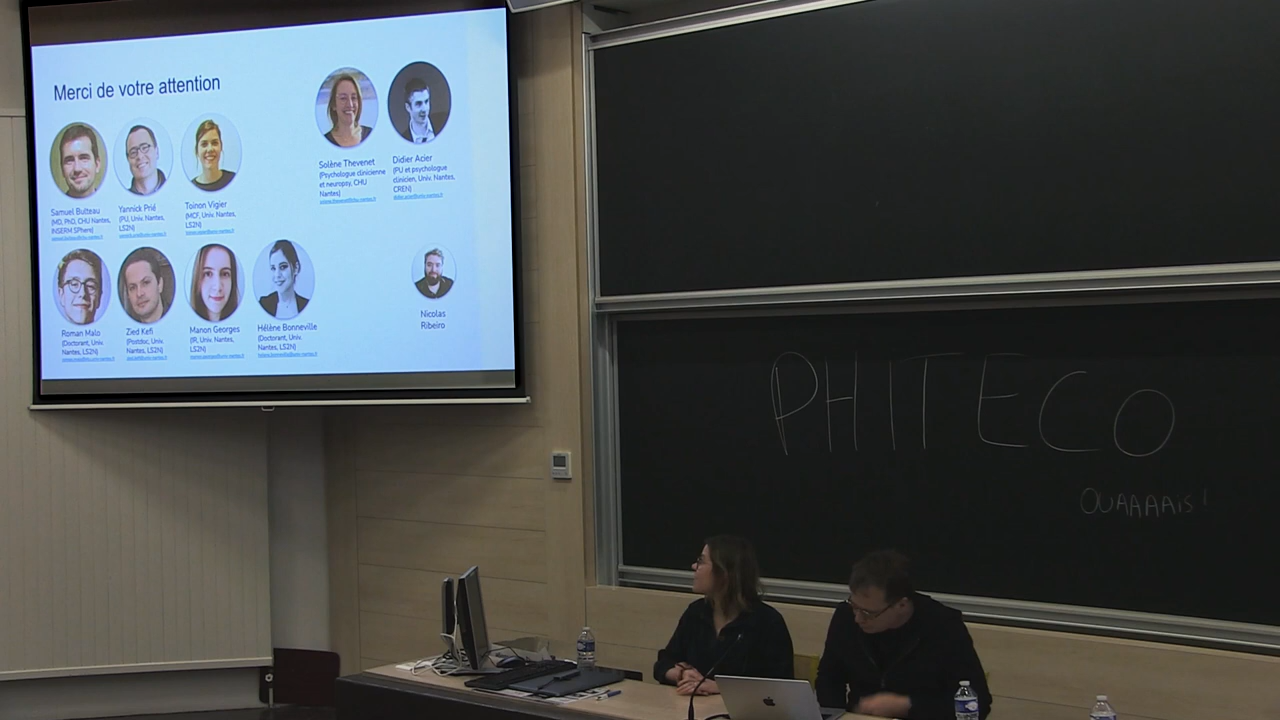 Merci de votre attention
Solène Thevenet
(Psychologue clinicienne
et neuropsy, CHU
Nantes)
Didier Acier
(PU et psychologue
clinicien, Univ. Nantes,
CREN)
Samuel Bulteau
(MD, PhD, CHU Nantes,
INSERM SPhere)
Yannick Prié
(PU, Univ. Nantes,
LS2N)
Toinon Vigier
(MCF, Univ. Nantes,
LS2N)
Roman Malo
(Doctorant, Univ.
Nantes, LS2N)
Zied Kefi
(Postdoc, Univ.
Nantes, LS2N)
Manon Georges
(IR, Univ. Nantes,
LS2N)
Hélène Bonneville
(Doctorant, Univ.
Nantes, LS2N)
Nicolas
Ribeiro
PHITECO
OUAAAAis !